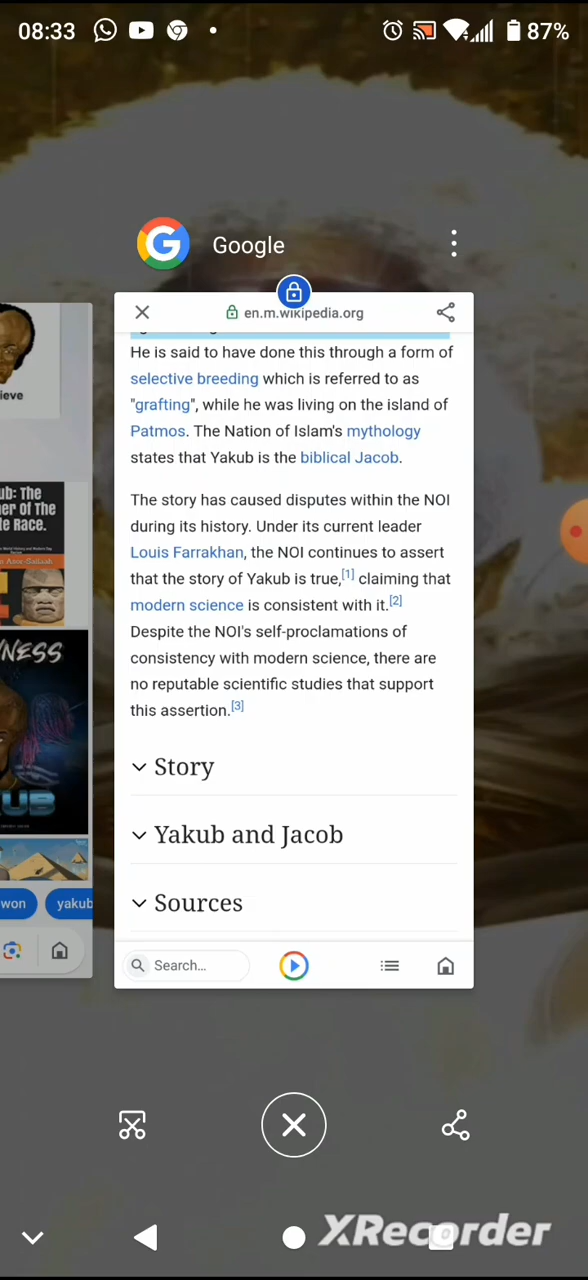 08:33
87%
Google
en.m.wikipedia.org
He is said to have done this through a form of
selective breeding which is referred to as
"grafting", while he was living on the island of
Patmos. The Nation of Islam's mythology
states that Yakub is the biblical Jacob.
The story has caused disputes within the NOI
during its history. Under its current leader
Louis Farrakhan, the NOI continues to assert
that the story of Yakub is true,[1] claiming that
modern science is consistent with it.[2]
Despite the NOI's self-proclamations of
consistency with modern science, there are
no reputable scientific studies that support
this assertion.[3]
Story
Yakub and Jacob
Sources
Search...
ieve
ub: The
er Of The
e Race.
NESS
UB
won
yakub
XRecorder